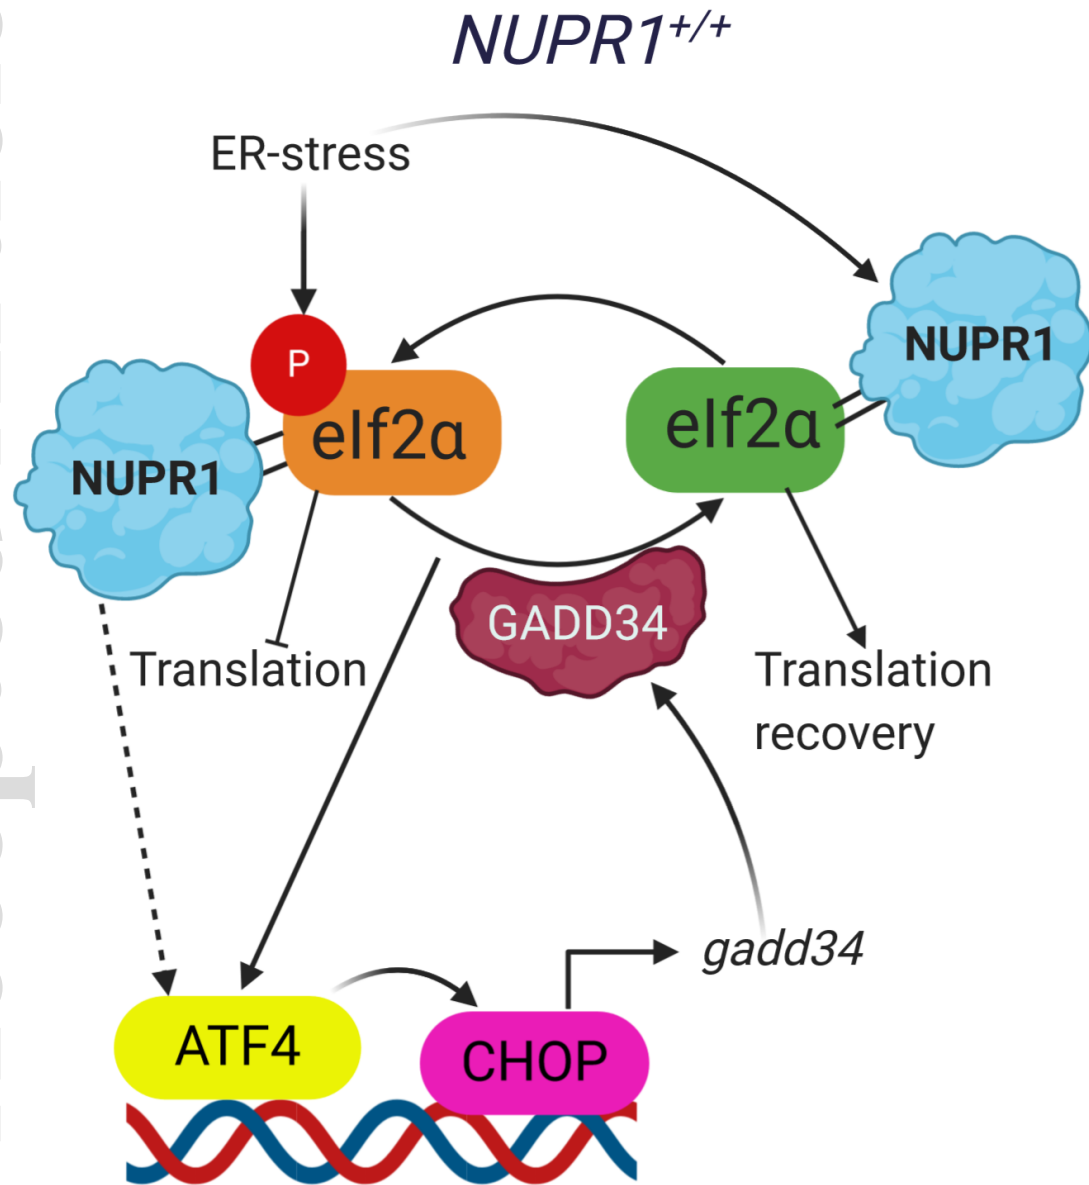 NUPR1+/+
ER-stress
NUPR1
P
eIf2α
eIf2α
NUPR1
GADD34
Translation
Translation
recovery
gadd34
ATF4
CHOP